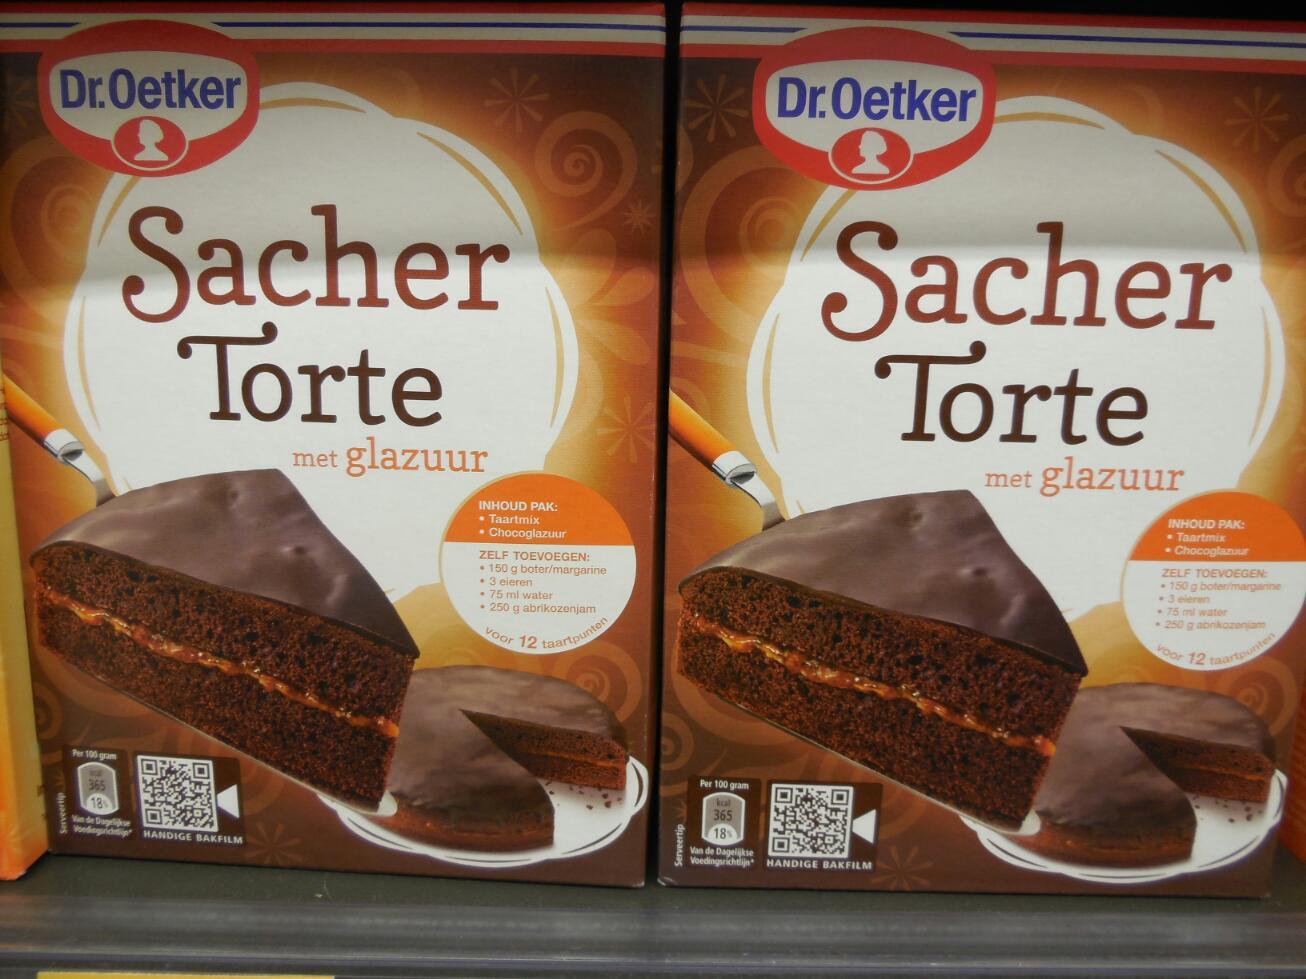 Dr.Oetker
Sacher
Torte
met glazuur
INHOUD PAK:
• Taartmix
• Chocoglazuur
ZELF TOEVOEGEN:
• 150 g boter/margarine
• 3 eieren
• 75 ml water
• 250 g abrikozenjam
voor 12 taartpunten
Per 100 gram
kcal
365
18%
Van de Dagelijkse
Voedingsrichtlijn*
Serveertip
HANDIGE BAKFILM
Dr.Oetker
Sacher
Torte
met glazuur
INHOUD PAK:
• Taartmix
• Chocoglazuur
ZELF TOEVOEGEN:
• 150 g boter/margarine
• 3 eieren
• 75 ml water
• 250 g abrikozenjam
voor 12 taartpunten
Per 100 gram
kcal
365
18%
Van de Dagelijkse
Voedingsrichtlijn*
Serveertip
HANDIGE BAKFILM